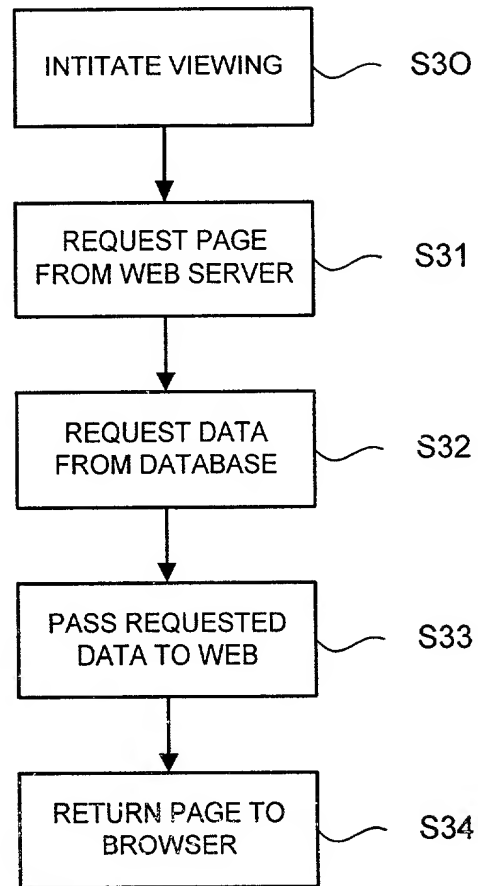 INTITATE VIEWING
S3O
REQUEST PAGE
FROM WEB SERVER
S31
REQUEST DATA
FROM DATABASE
S32
PASS REQUESTED
DATA TO WEB
S33
RETURN PAGE TO
BROWSER
S34